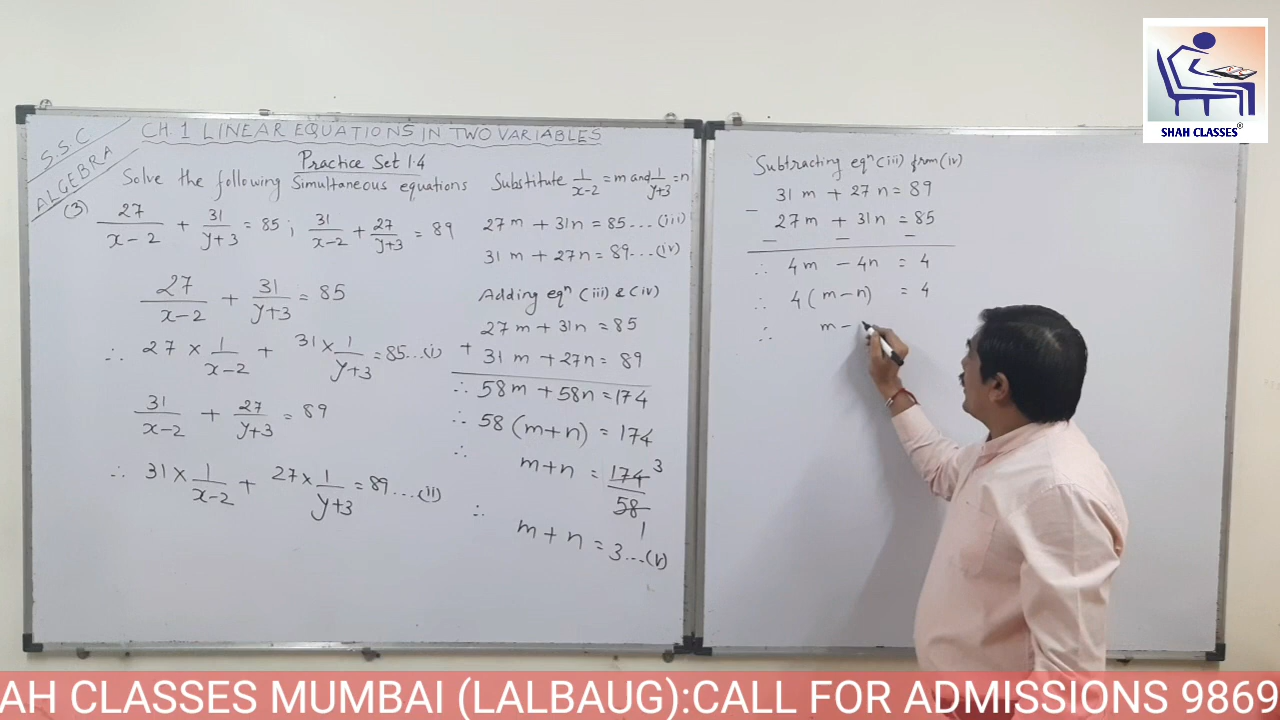 S.S.C
ALGEBRA
CH.1 LINEAR EQUATIONS IN TWO VARIABLES
Practice Set 1.4
Solve the following Simultaneous equations
(3) 27/(x-2) + 31/(y+3) = 85 ; 31/(x-2) + 27/(y+3) = 89
27/(x-2) + 31/(y+3) = 85
∴ 27 × 1/(x-2) + 31 × 1/(y+3) = 85...(i)
31/(x-2) + 27/(y+3) = 89
∴ 31 × 1/(x-2) + 27 × 1/(y+3) = 89....(ii)
Substitute 1/(x-2) = m and 1/(y+3) = n
27m + 31n = 85....(iii)
31m + 27n = 89...(iv)
Adding eqⁿ (iii) & (iv)
27m + 31n = 85
+ 31m + 27n = 89
∴ 58m + 58n = 174
∴ 58(m+n) = 174
∴ m+n = 174/58 3 1
∴ m + n = 3...(v)
Subtracting eqⁿ (iii) from (iv)
31m + 27n = 89
- 27m + 31n = 85
- - -
∴ 4m - 4n = 4
∴ 4(m-n) = 4
∴ m-
SHAH CLASSES®
AH CLASSES MUMBAI (LALBAUG):CALL FOR ADMISSIONS 9869